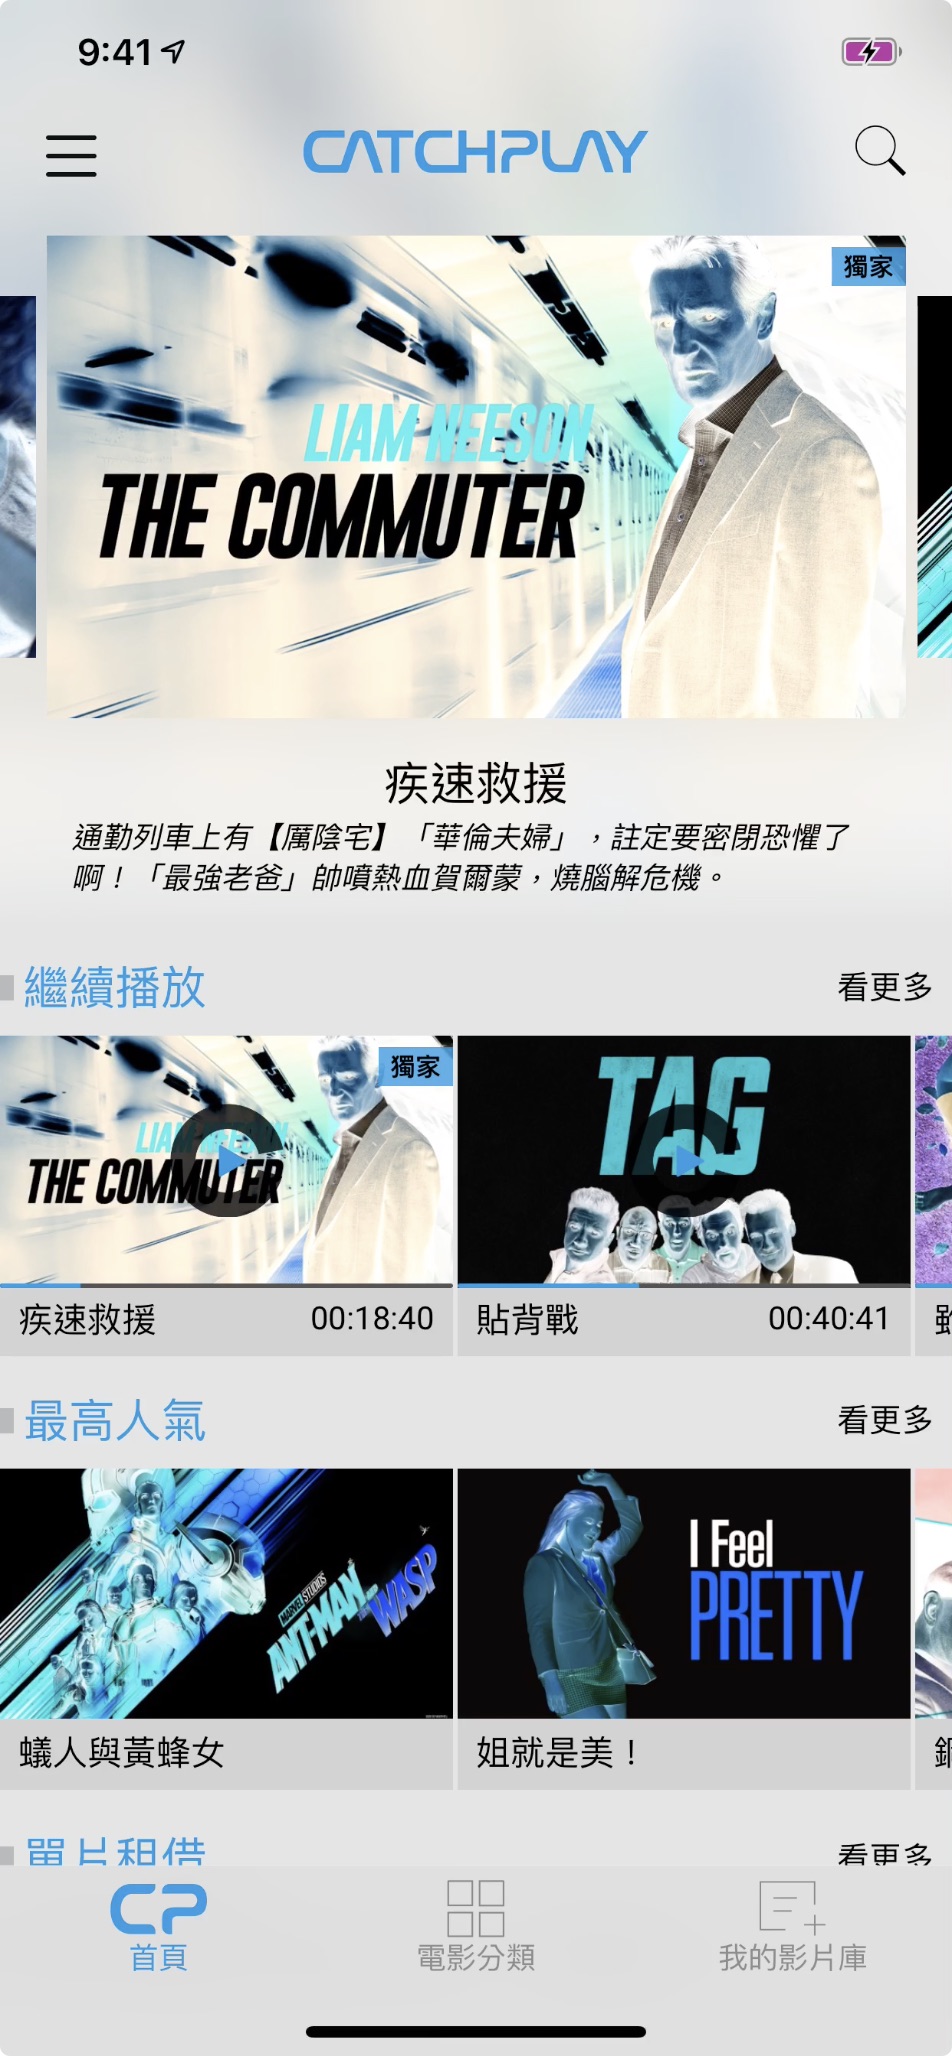 9:41
CATCHPLAY
獨家
LIAM NEESON
THE COMMUTER
疾速救援
通勤列車上有【厲陰宅】「華倫夫婦」，註定要密閉恐懼了
啊！「最強老爸」帥噴熱血賀爾蒙，燒腦解危機。
繼續播放 看更多
獨家
LIAM NEESON
THE COMMUTER
TAG
疾速救援 00:18:40
貼背戰 00:40:41
最高人氣 看更多
MARVEL STUDIOS
ANT-MAN AND THE WASP
I Feel
PRETTY
蟻人與黃蜂女
姐就是美！
單片租借 看更多
CP
首頁
電影分類
我的影片庫